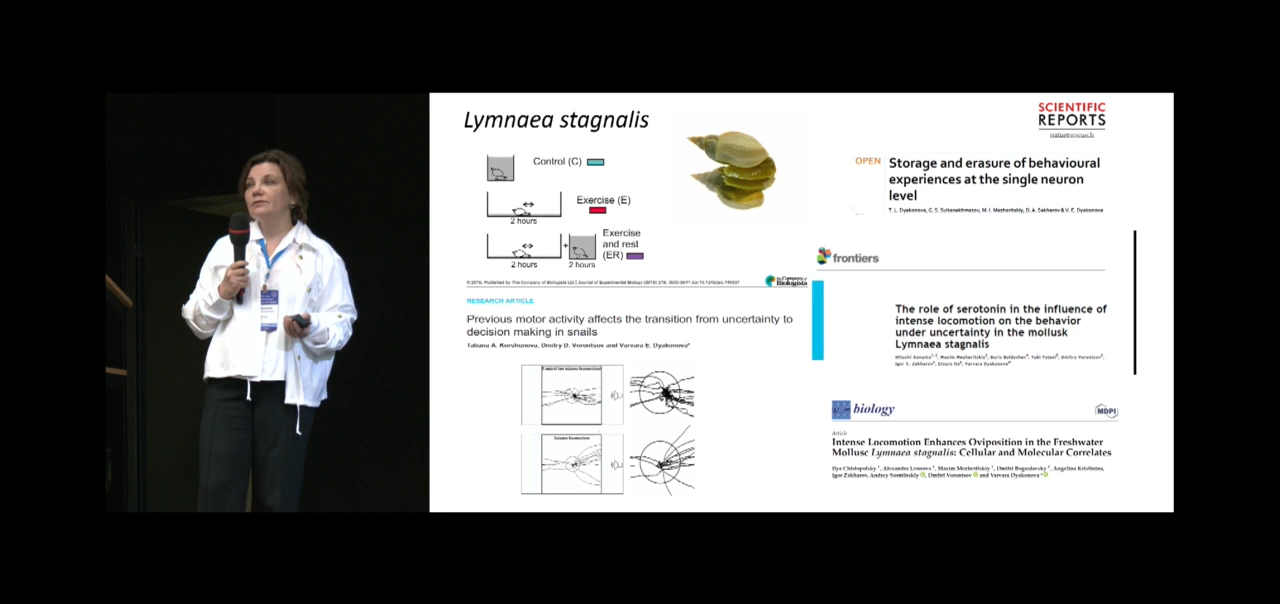 Lymnaea stagnalis
Control (C)
Exercise (E)
2 hours
Exercise
and rest
(ER)
+
2 hours
2 hours
RESEARCH ARTICLE
Previous motor activity affects the transition from uncertainty to
decision making in snails
Tatiana A. Korshunova, Dmitry D. Vorontsov and Varvara E. Dyakonova*
SCIENTIFIC
REPORTS
natureresearch
OPEN
Storage and erasure of behavioural
experiences at the single neuron
level
T. L. Dyakonova, G. S. Sultanakhmetov, M. I. Mezheritskiy, D. A. Sakharov & V. E. Dyakonova
frontiers
The role of serotonin in the influence of
intense locomotion on the behavior
under uncertainty in the mollusk
Lymnaea stagnalis
biology
MDPI
Article
Intense Locomotion Enhances Oviposition in the Freshwater
Mollusc Lymnaea stagnalis: Cellular and Molecular Correlates